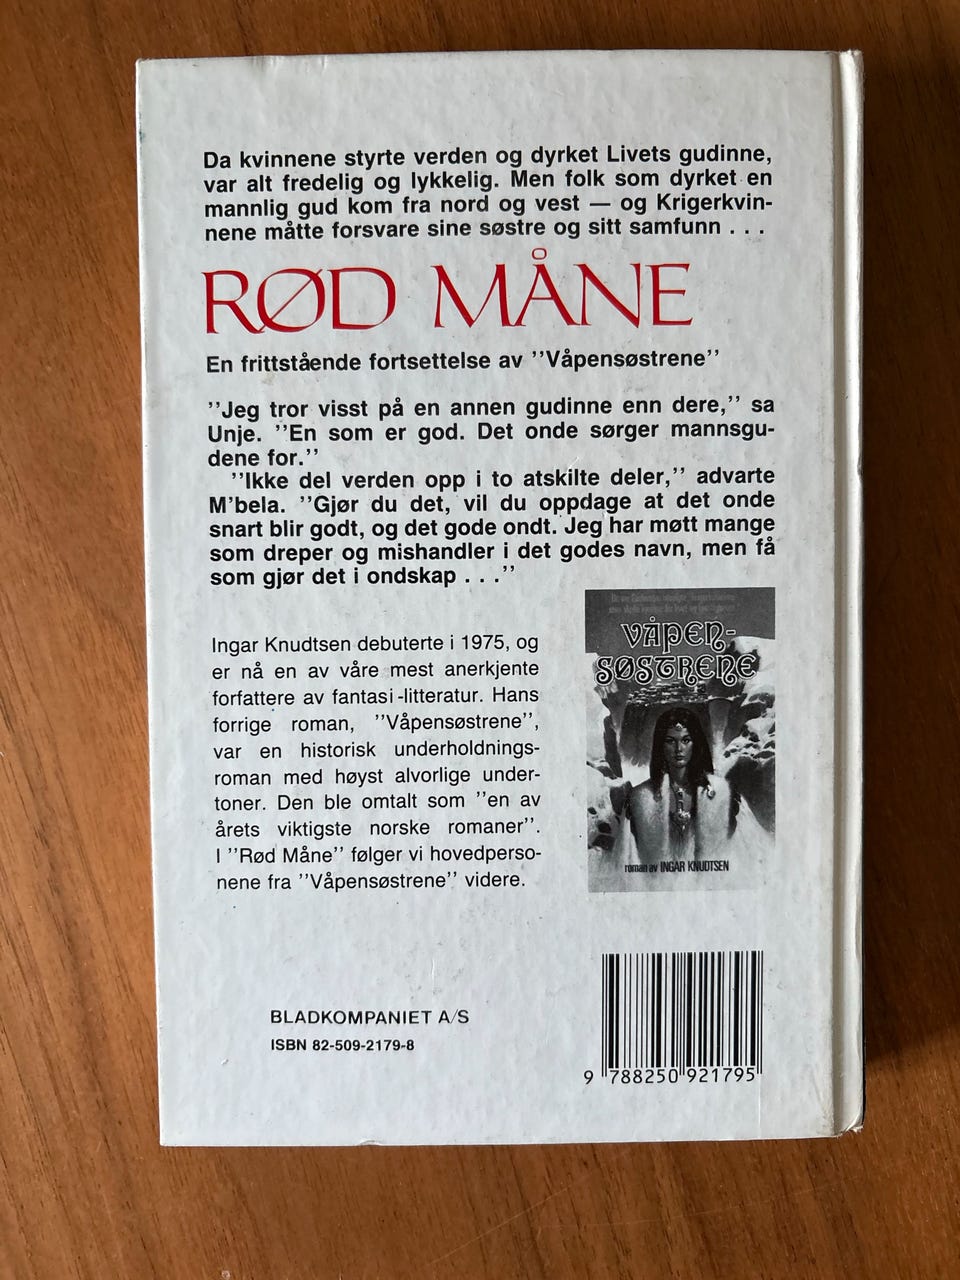 Da kvinnene styrte verden og dyrket Livets gudinne,
var alt fredelig og lykkelig. Men folk som dyrket en
mannlig gud kom fra nord og vest — og Krigerkvin-
nene måtte forsvare sine søstre og sitt samfunn . . .
RØD MÅNE
En frittstående fortsettelse av ''Våpensøstrene''
''Jeg tror visst på en annen gudinne enn dere,'' sa
Unje. ''En som er god. Det onde sørger mannsgu-
dene for.''
''Ikke del verden opp i to atskilte deler,'' advarte
M'bela. ''Gjør du det, vil du oppdage at det onde
snart blir godt, og det gode ondt. Jeg har møtt mange
som dreper og mishandler i det godes navn, men få
som gjør det i ondskap . . .''
Ingar Knudtsen debuterte i 1975, og
er nå en av våre mest anerkjente
forfattere av fantasi-litteratur. Hans
forrige roman, ''Våpensøstrene'',
var en historisk underholdnings-
roman med høyst alvorlige under-
toner. Den ble omtalt som ''en av
årets viktigste norske romaner''.
I ''Rød Måne'' følger vi hovedperso-
nene fra ''Våpensøstrene'' videre.
VÅPEN-
SØSTRENE
roman av INGAR KNUDTSEN
BLADKOMPANIET A/S
ISBN 82-509-2179-8
9 788250 921795